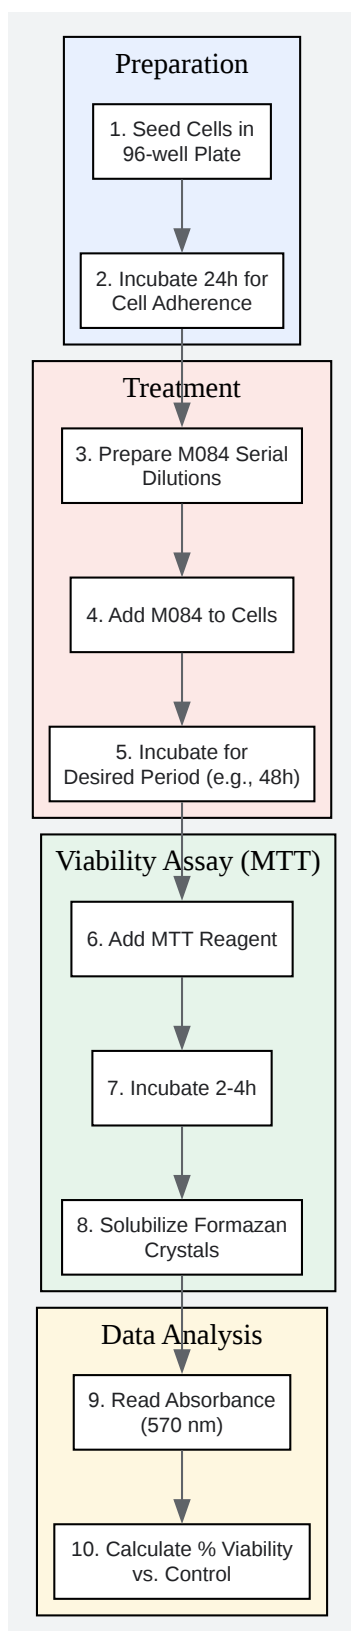 Preparation
1. Seed Cells in
96-well Plate
2. Incubate 24h for
Cell Adherence
Treatment
3. Prepare M084 Serial
Dilutions
4. Add M084 to Cells
5. Incubate for
Desired Period (e.g., 48h)
Viability Assay (MTT)
6. Add MTT Reagent
7. Incubate 2-4h
8. Solubilize Formazan
Crystals
Data Analysis
9. Read Absorbance
(570 nm)
10. Calculate % Viability
vs. Control